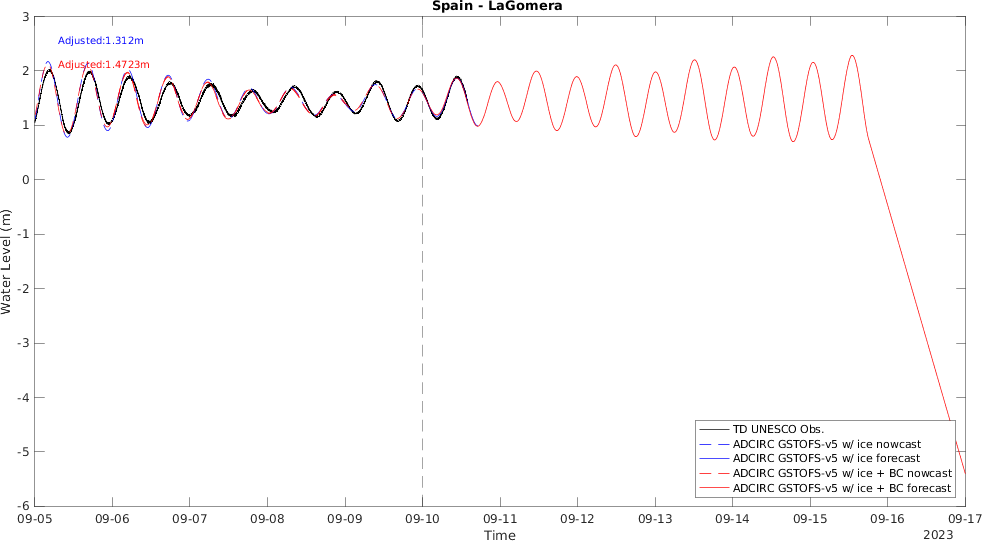 Spain - LaGomera
Adjusted:1.312m
Adjusted:1.4723m
3
2
1
0
-1
-2
-3
-4
-5
-6
Water Level (m)
TD UNESCO Obs.
ADCIRC GSTOFS-v5 w/ ice nowcast
ADCIRC GSTOFS-v5 w/ ice forecast
ADCIRC GSTOFS-v5 w/ ice + BC nowcast
ADCIRC GSTOFS-v5 w/ ice + BC forecast
09-05 09-06 09-07 09-08 09-09 09-10 09-11 09-12 09-13 09-14 09-15 09-16 09-17
Time
2023